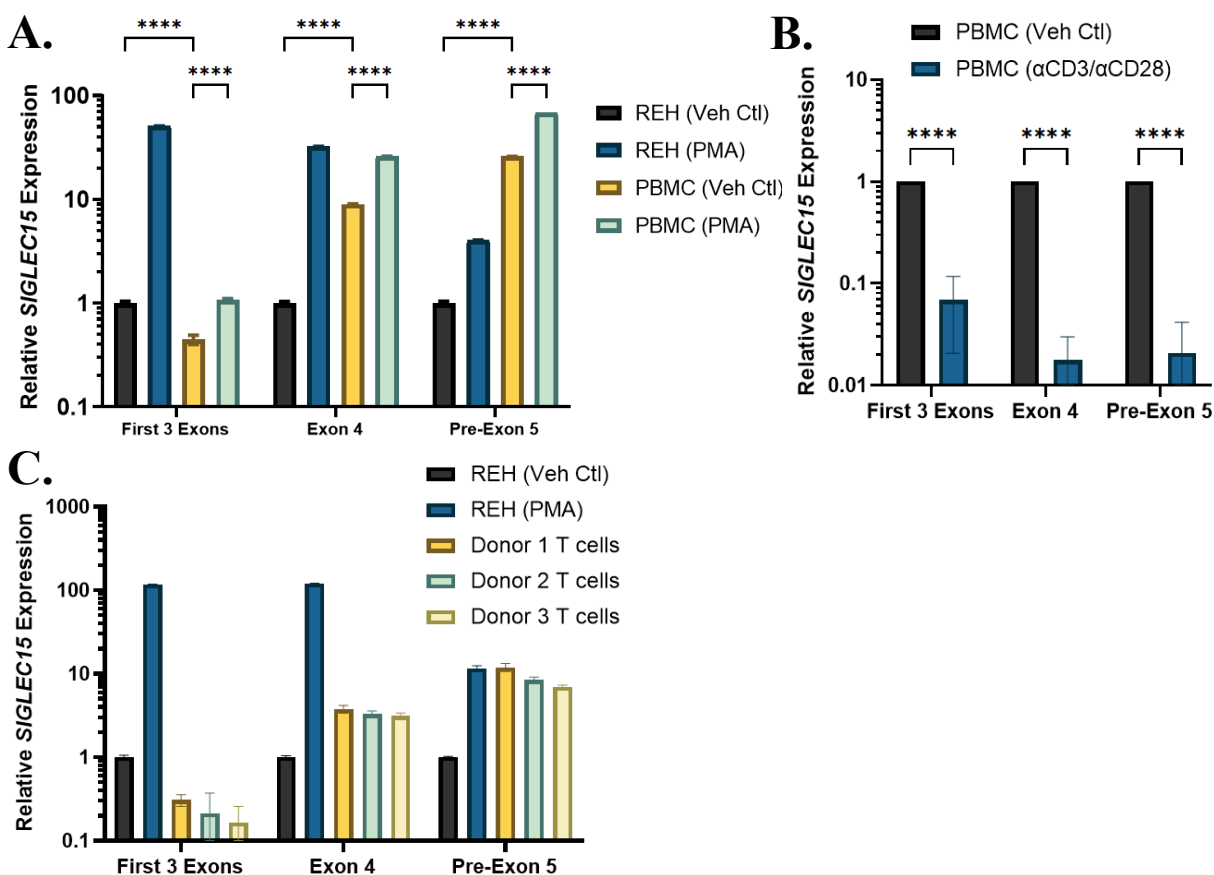 A.
**** **** ****
**** **** ****
Relative SIGLEC15 Expression
100
10
1
0.1
First 3 Exons Exon 4 Pre-Exon 5
REH (Veh Ctl)
REH (PMA)
PBMC (Veh Ctl)
PBMC (PMA)
B.
PBMC (Veh Ctl)
PBMC (αCD3/αCD28)
**** **** ****
Relative SIGLEC15 Expression
10
1
0.1
0.01
First 3 Exons Exon 4 Pre-Exon 5
C.
REH (Veh Ctl)
REH (PMA)
Donor 1 T cells
Donor 2 T cells
Donor 3 T cells
Relative SIGLEC15 Expression
1000
100
10
1
0.1
First 3 Exons Exon 4 Pre-Exon 5